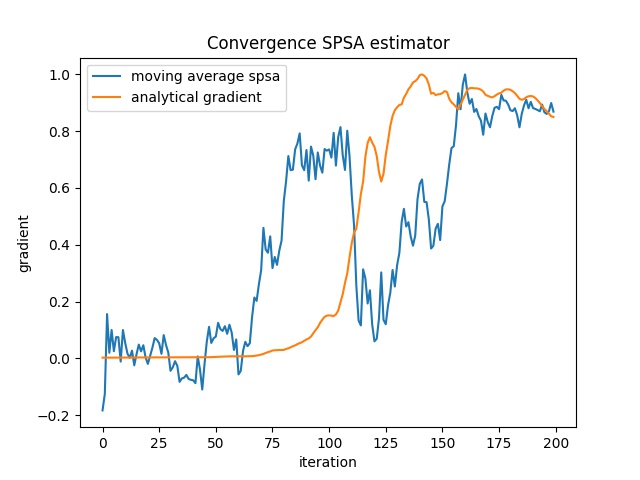 Convergence SPSA estimator
moving average spsa
analytical gradient
gradient
1.0
0.8
0.6
0.4
0.2
0.0
−0.2
0 25 50 75 100 125 150 175 200
iteration